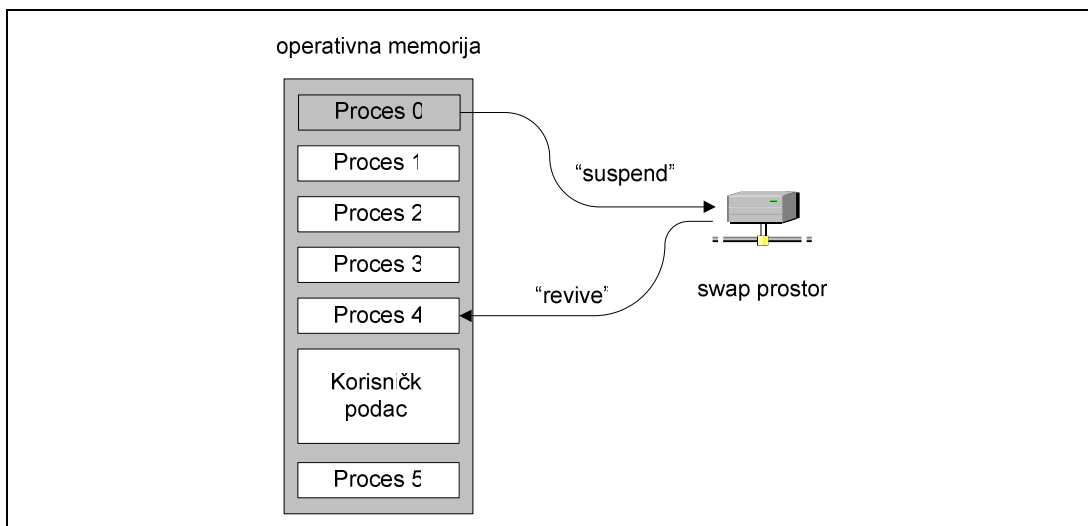 operativna memorija
Proces 0
Proces 1
“suspend”
Proces 2
Proces 3
“revive”
swap prostor
Proces 4
Korisničk
podac
Proces 5